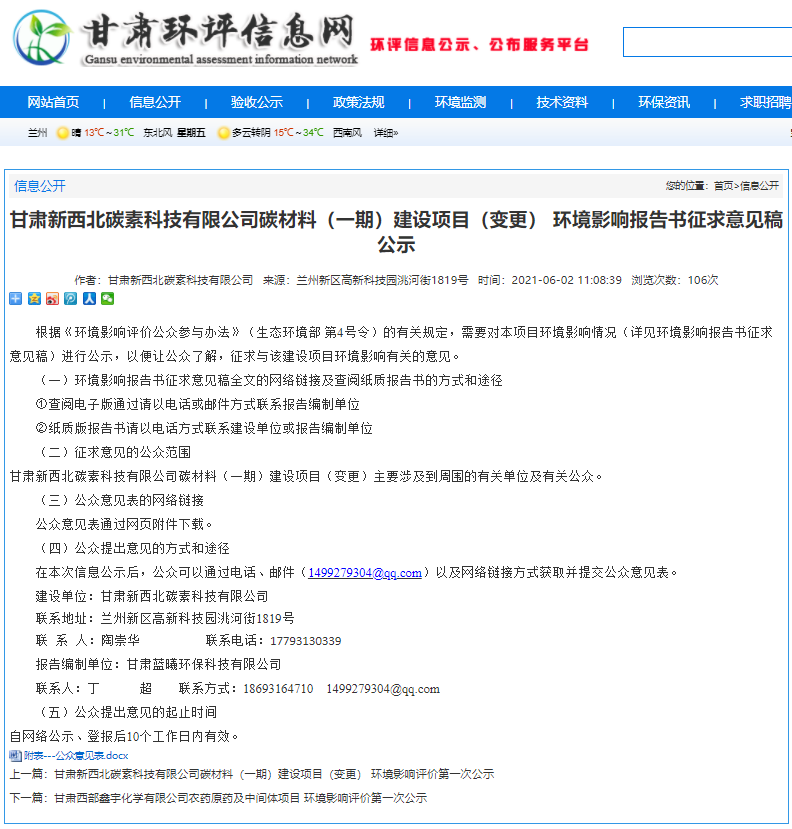 甘肃环评信息网
Gansu environmental assessment information network
环评信息公示、公布服务平台
网站首页 | 信息公开 | 验收公示 | 政策法规 | 环境监测 | 技术资料 | 环保资讯 | 求职招聘
兰州 晴 13℃～31℃ 东北风 星期五 多云转阴 15℃～34℃ 西南风 详细»
信息公开
您的位置：首页>信息公开
甘肃新西北碳素科技有限公司碳材料（一期）建设项目（变更） 环境影响报告书征求意见稿
公示
作者：甘肃新西北碳素科技有限公司 来源：兰州新区高新科技园洮河街1819号 时间：2021-06-02 11:08:39 浏览次数：106次
根据《环境影响评价公众参与办法》（生态环境部 第4号令）的有关规定，需要对本项目环境影响情况（详见环境影响报告书征求
意见稿）进行公示，以便让公众了解，征求与该建设项目环境影响有关的意见。
（一）环境影响报告书征求意见稿全文的网络链接及查阅纸质报告书的方式和途径
①查阅电子版通过请以电话或邮件方式联系报告编制单位
②纸质版报告书请以电话方式联系建设单位或报告编制单位
（二）征求意见的公众范围
甘肃新西北碳素科技有限公司碳材料（一期）建设项目（变更）主要涉及到周围的有关单位及有关公众。
（三）公众意见表的网络链接
公众意见表通过网页附件下载。
（四）公众提出意见的方式和途径
在本次信息公示后，公众可以通过电话、邮件（1499279304@qq.com）以及网络链接方式获取并提交公众意见表。
建设单位：甘肃新西北碳素科技有限公司
联系地址：兰州新区高新科技园洮河街1819号
联 系 人：陶崇华 联系电话：17793130339
报告编制单位：甘肃蓝曦环保科技有限公司
联系人：丁 超 联系方式：18693164710 1499279304@qq.com
（五）公众提出意见的起止时间
自网络公示、登报后10个工作日内有效。
附表---公众意见表.docx
上一篇：甘肃新西北碳素科技有限公司碳材料（一期）建设项目（变更） 环境影响评价第一次公示
下一篇：甘肃西部鑫宇化学有限公司农药原药及中间体项目 环境影响评价第一次公示